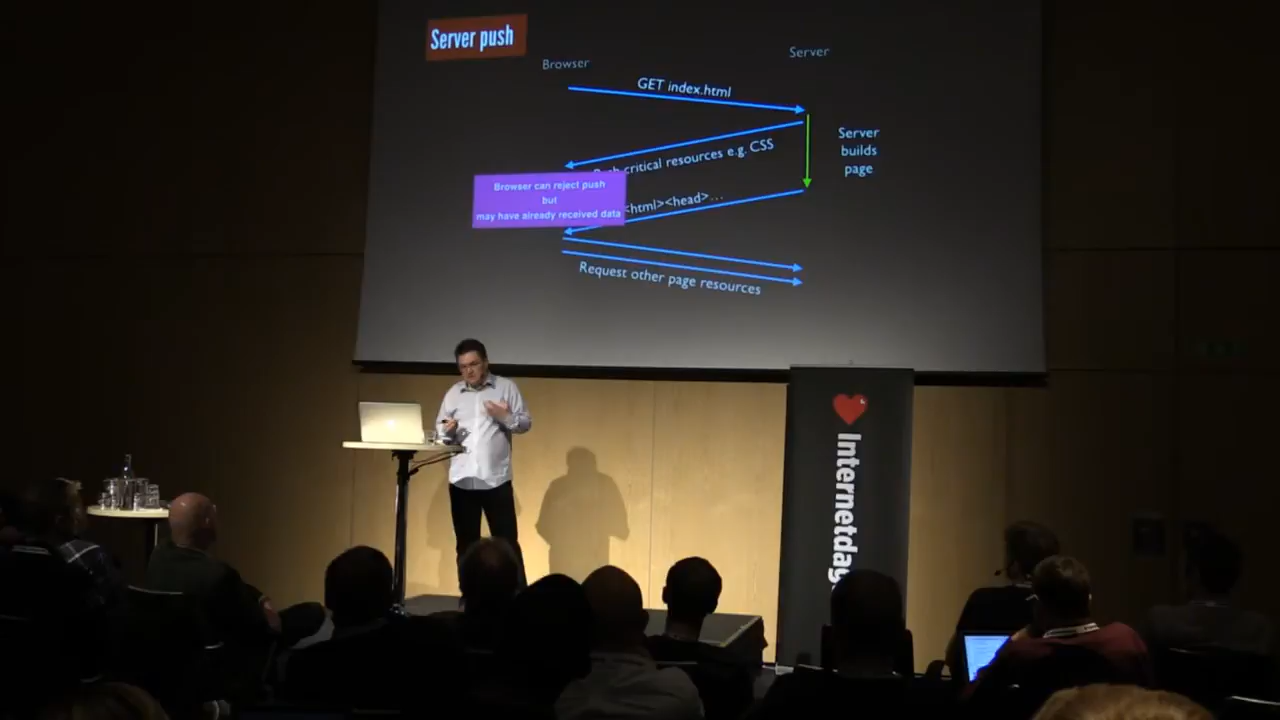 Server push
Browser
Server
GET index.html
Server
builds
page
critical resources e.g. CSS
Browser can reject push
but
may have already received data
<html><head>...
Request other page resources